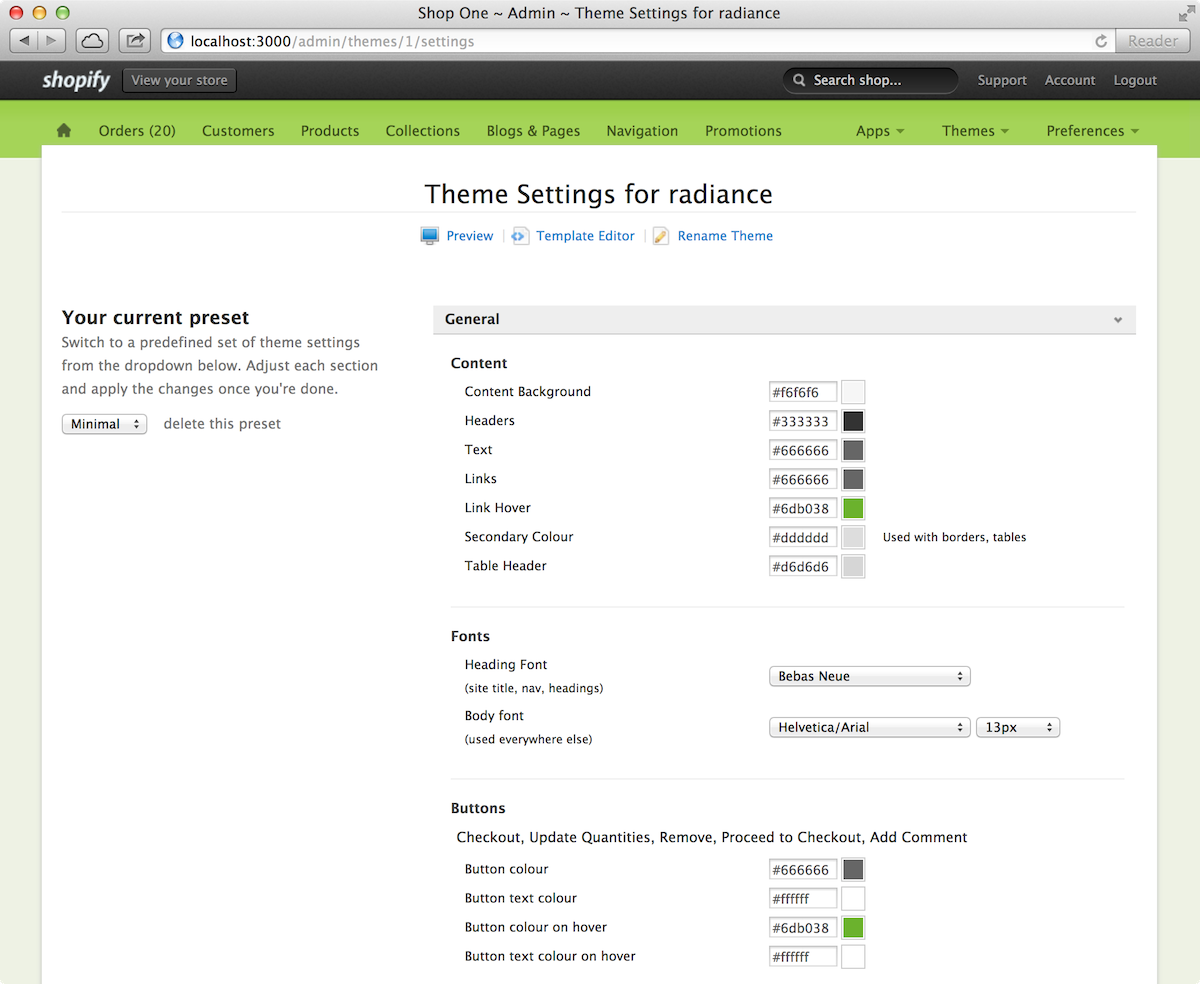 Shop One ~ Admin ~ Theme Settings for radiance
localhost:3000/admin/themes/1/settings
Reader
shopify
View your store
Search shop...
Support
Account
Logout
Orders (20)
Customers
Products
Collections
Blogs & Pages
Navigation
Promotions
Apps
Themes
Preferences
Theme Settings for radiance
Preview
Template Editor
Rename Theme
Your current preset
Switch to a predefined set of theme settings
from the dropdown below. Adjust each section
and apply the changes once you're done.
Minimal
delete this preset
General
Content
Content Background #f6f6f6
Headers #333333
Text #666666
Links #666666
Link Hover #6db038
Secondary Colour #dddddd Used with borders, tables
Table Header #d6d6d6
Fonts
Heading Font
(site title, nav, headings)
Bebas Neue
Body font
(used everywhere else)
Helvetica/Arial 13px
Buttons
Checkout, Update Quantities, Remove, Proceed to Checkout, Add Comment
Button colour #666666
Button text colour #ffffff
Button colour on hover #6db038
Button text colour on hover #ffffff